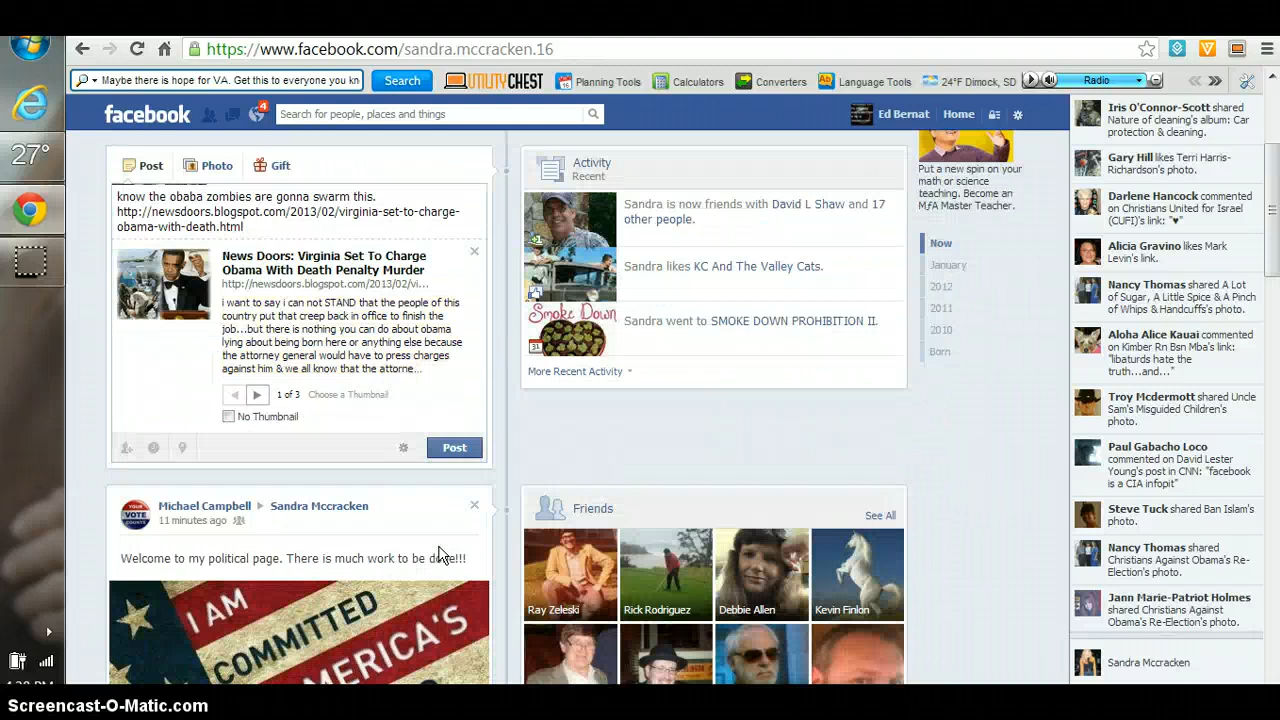 https://www.facebook.com/sandra.mccracken.16
Maybe there is hope for VA. Get this to everyone you kn
Search
UTILITYCHEST
Planning Tools
Calculators
Converters
Language Tools
24°F Dimock, SD
Radio
facebook
4
Search for people, places and things
Ed Bernat
Home
27°
Post
Photo
Gift
know the obaba zombies are gonna swarm this.
http://newsdoors.blogspot.com/2013/02/virginia-set-to-charge-
obama-with-death.html
News Doors: Virginia Set To Charge
Obama With Death Penalty Murder
http://newsdoors.blogspot.com/2013/02/vi...
i want to say i can not STAND that the people of this
country put that creep back in office to finish the
job...but there is nothing you can do about obama
lying about being born here or anything else because
the attorney general would have to press charges
against him & we all know that the attorne...
1 of 3
Choose a Thumbnail
No Thumbnail
Post
Michael Campbell
Sandra Mccracken
11 minutes ago
Welcome to my political page. There is much work to be done!!!
I AM
COMMITTED
AMERICA'S
YOUR
VOTE
COUNTS
Activity
Recent
Sandra is now friends with David L Shaw and 17
other people.
Sandra likes KC And The Valley Cats.
Smoke Down
31
Sandra went to SMOKE DOWN PROHIBITION II.
More Recent Activity
Friends
See All
Ray Zeleski
Rick Rodriguez
Debbie Allen
Kevin Finlon
Put a new spin on your
math or science
teaching. Become an
MƒA Master Teacher.
Now
January
2012
2011
2010
Born
Iris O'Connor-Scott shared
Nature of cleaning's album: Car
protection & cleaning.
Gary Hill likes Terri Harris-
Richardson's photo.
Darlene Hancock
commented on
Christians United for Israel
(CUFI)'s link: "♥"
Alicia Gravino likes Mark
Levin's link.
Nancy Thomas shared A Lot
of Sugar, A Little Spice & A Pinch
of Whips & Handcuffs's photo.
Aloha Alice Kauai commented
on Kimber Rn Bsn Mba's link:
"libaturds hate the
truth...and..."
Troy Mcdermott shared Uncle
Sam's Misguided Children's
photo.
Paul Gabacho Loco
commented on David Lester
Young's post in CNN: "facebook
is a CIA infopit"
Steve Tuck shared Ban Islam's
photo.
Nancy Thomas shared
Christians Against Obama's Re-
Election's photo.
Jann Marie-Patriot Holmes
shared Christians Against
Obama's Re-Election's photo.
Sandra Mccracken
Screencast-O-Matic.com